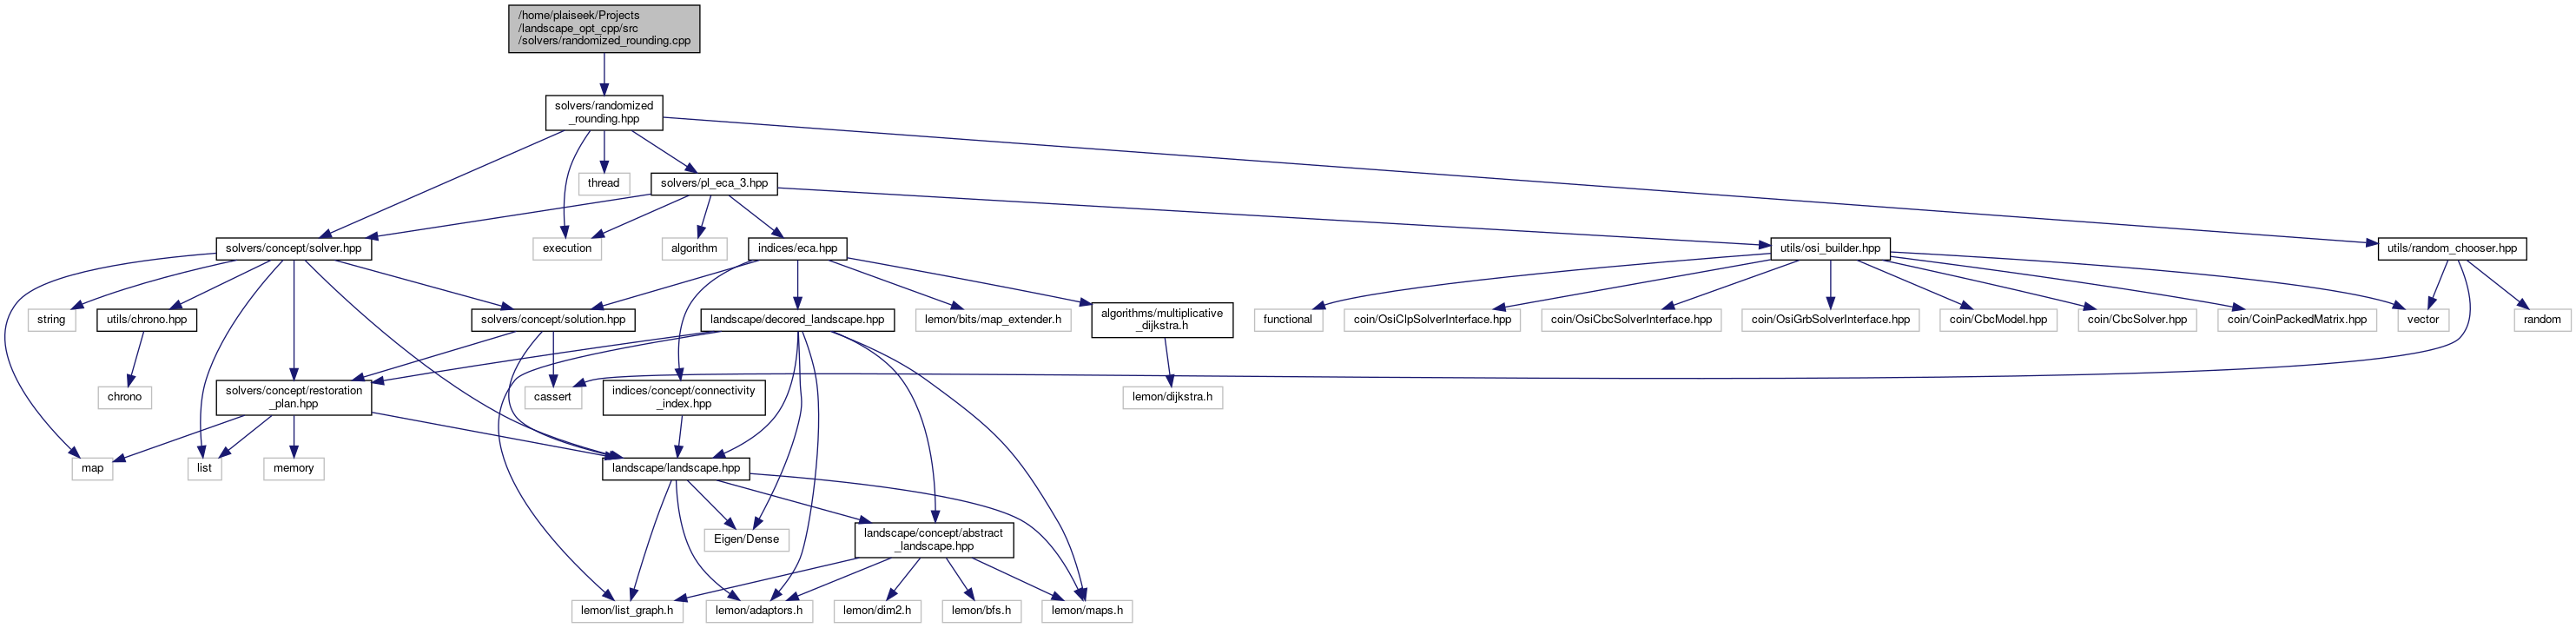 /home/plaiseek/Projects
/landscape_opt_cpp/src
/solvers/randomized_rounding.cpp
solvers/randomized
_rounding.hpp
thread
solvers/pl_eca_3.hpp
solvers/concept/solver.hpp
execution
algorithm
indices/eca.hpp
utils/osi_builder.hpp
utils/random_chooser.hpp
string
utils/chrono.hpp
solvers/concept/solution.hpp
landscape/decored_landscape.hpp
lemon/bits/map_extender.h
algorithms/multiplicative
_dijkstra.h
functional
coin/OsiClpSolverInterface.hpp
coin/OsiCbcSolverInterface.hpp
coin/OsiGrbSolverInterface.hpp
coin/CbcModel.hpp
coin/CbcSolver.hpp
coin/CoinPackedMatrix.hpp
vector
random
chrono
solvers/concept/restoration
_plan.hpp
cassert
indices/concept/connectivity
_index.hpp
lemon/dijkstra.h
map
list
memory
landscape/landscape.hpp
Eigen/Dense
landscape/concept/abstract
_landscape.hpp
lemon/list_graph.h
lemon/adaptors.h
lemon/dim2.h
lemon/bfs.h
lemon/maps.h